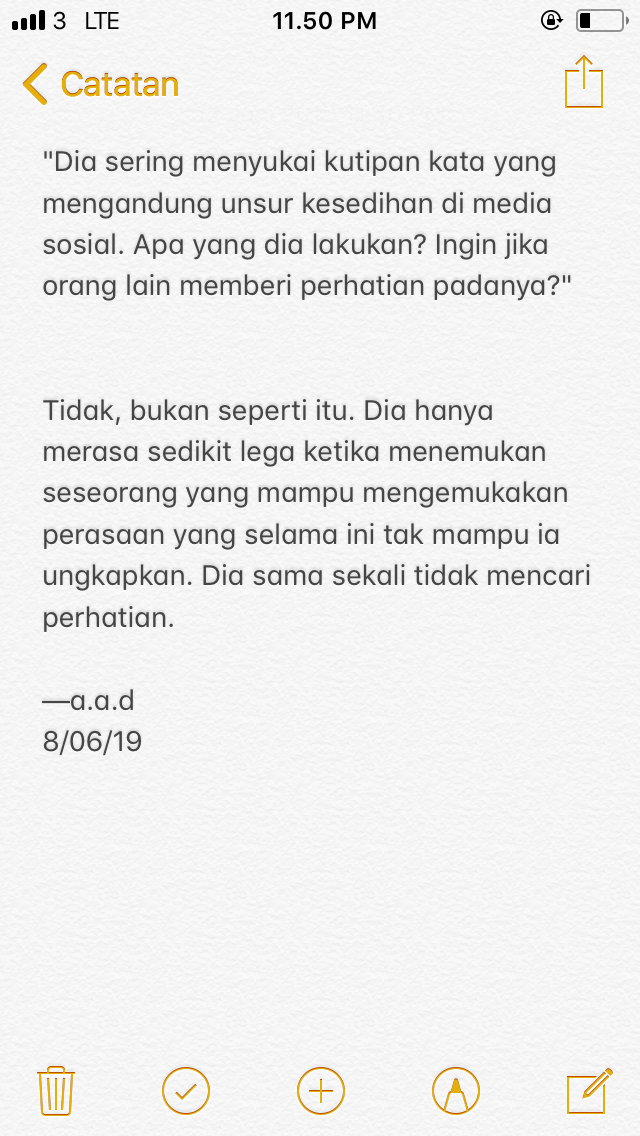 3 LTE 11.50 PM
Catatan
"Dia sering menyukai kutipan kata yang
mengandung unsur kesedihan di media
sosial. Apa yang dia lakukan? Ingin jika
orang lain memberi perhatian padanya?"
Tidak, bukan seperti itu. Dia hanya
merasa sedikit lega ketika menemukan
seseorang yang mampu mengemukakan
perasaan yang selama ini tak mampu ia
ungkapkan. Dia sama sekali tidak mencari
perhatian.
—a.a.d
8/06/19